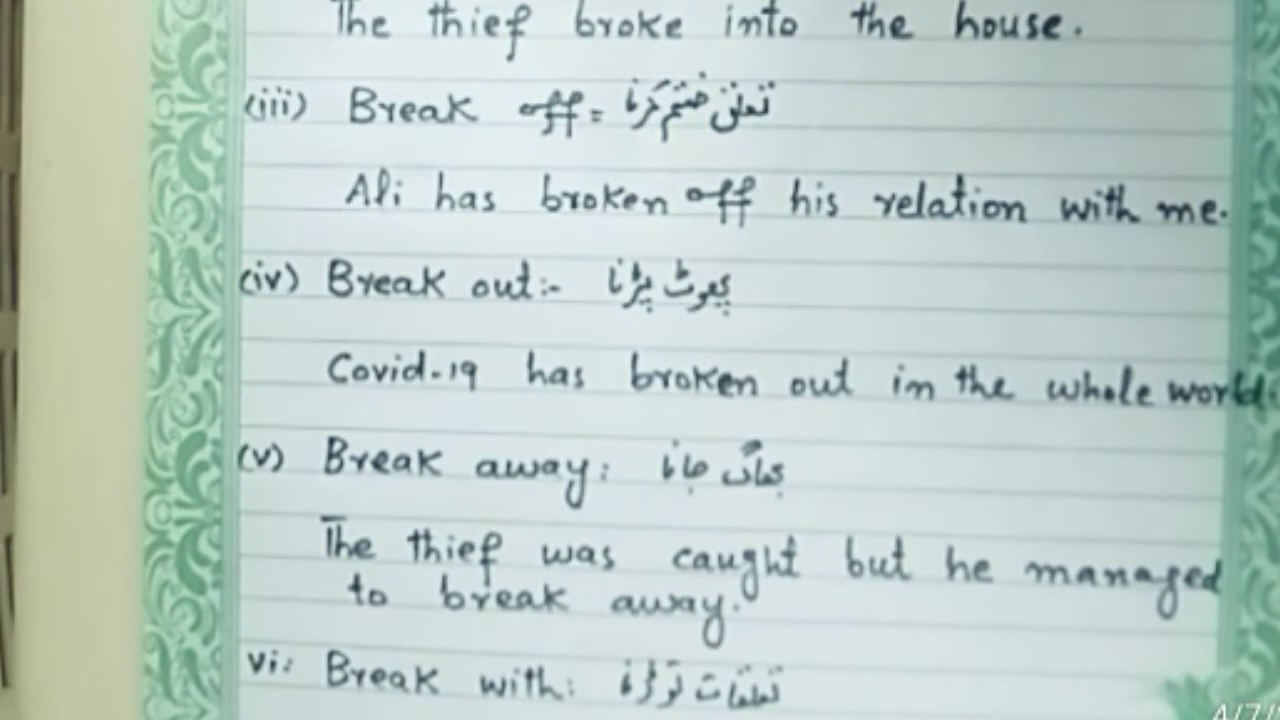 The thief broke into the house.
(iii) Break off = تعلق ختم کرنا
Ali has broken off his relation with me.
(iv) Break out:- پھوٹ پڑنا
Covid-19 has broken out in the whole world.
(v) Break away: بھاگ جانا
The thief was caught but he managed
to break away.
vi: Break with: تعلقات توڑنا